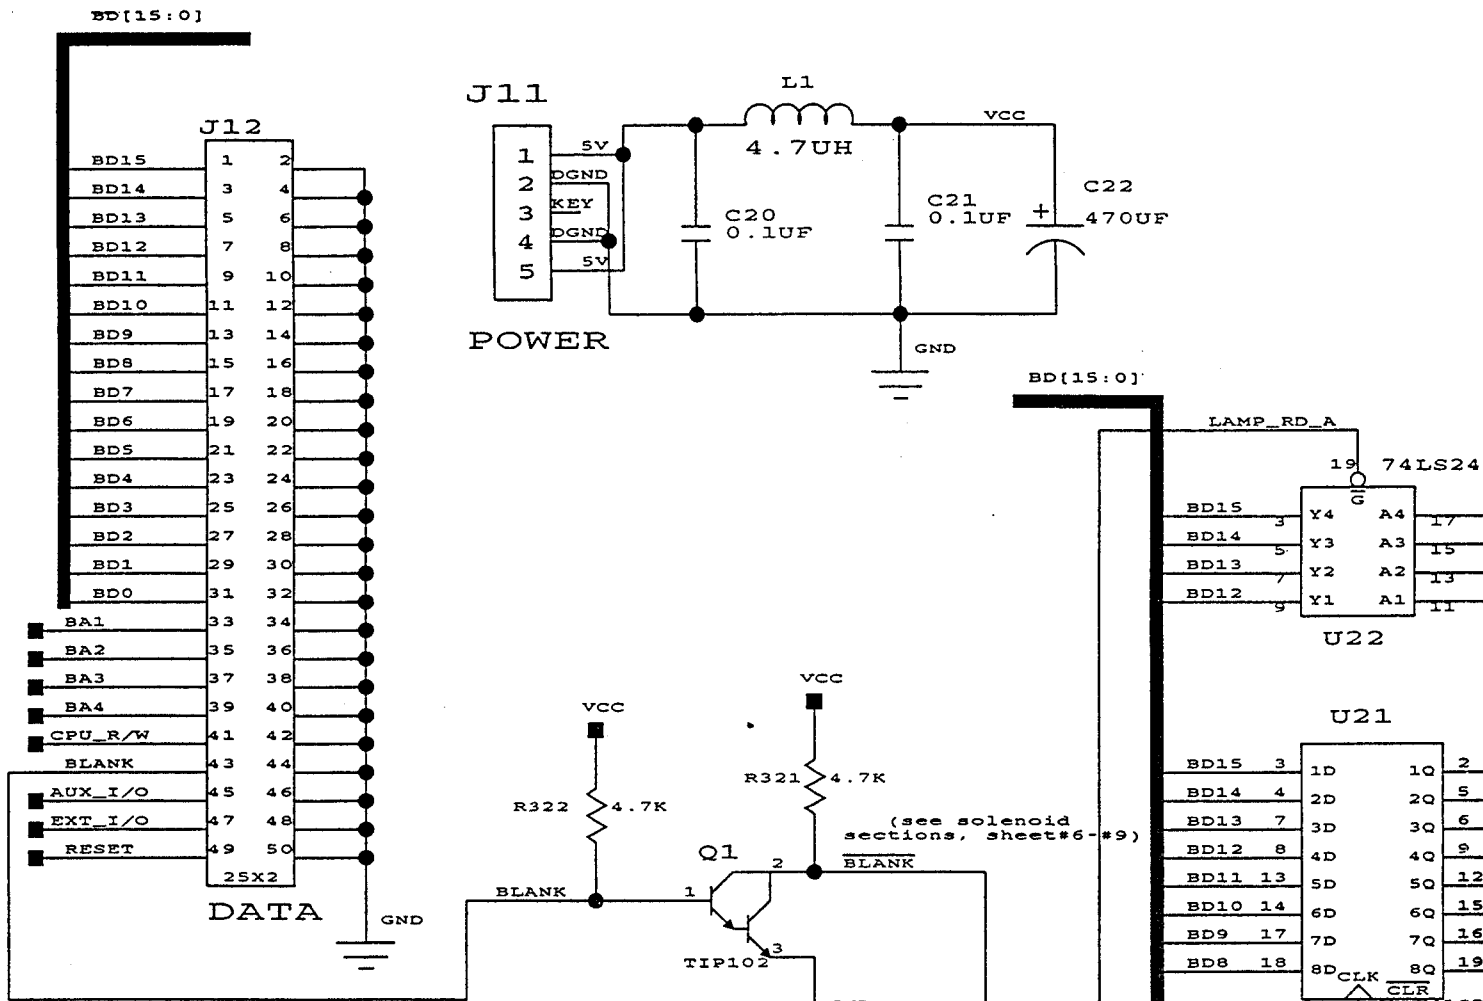 BD[15:0]
J12
BD15 1 2
BD14 3 4
BD13 5 6
BD12 7 8
BD11 9 10
BD10 11 12
BD9 13 14
BD8 15 16
BD7 17 18
BD6 19 20
BD5 21 22
BD4 23 24
BD3 25 26
BD2 27 28
BD1 29 30
BD0 31 32
BA1 33 34
BA2 35 36
BA3 37 38
BA4 39 40
CPU_R/W 41 42
BLANK 43 44
AUX_I/O 45 46
EXT_I/O 47 48
RESET 49 50
25X2
DATA
GND
J11
1 5V
2 DGND
3 KEY
4 DGND
5 5V
POWER
L1
4.7UH
VCC
C20
0.1UF
C21
0.1UF
+
C22
470UF
GND
VCC
R322 4.7K
VCC
R321 4.7K
(see solenoid
sections, sheet#6-#9)
Q1
2
BLANK
BLANK
1
TIP102
3
BD[15:0]
LAMP_RD_A
19
74LS24
G
BD15 3 Y4 A4 17
BD14 5 Y3 A3 15
BD13 7 Y2 A2 13
BD12 9 Y1 A1 11
U22
U21
BD15 3 1D 1Q 2
BD14 4 2D 2Q 5
BD13 7 3D 3Q 6
BD12 8 4D 4Q 9
BD11 13 5D 5Q 12
BD10 14 6D 6Q 15
BD9 17 7D 7Q 16
BD8 18 8D 8Q 19
CLK
CLR